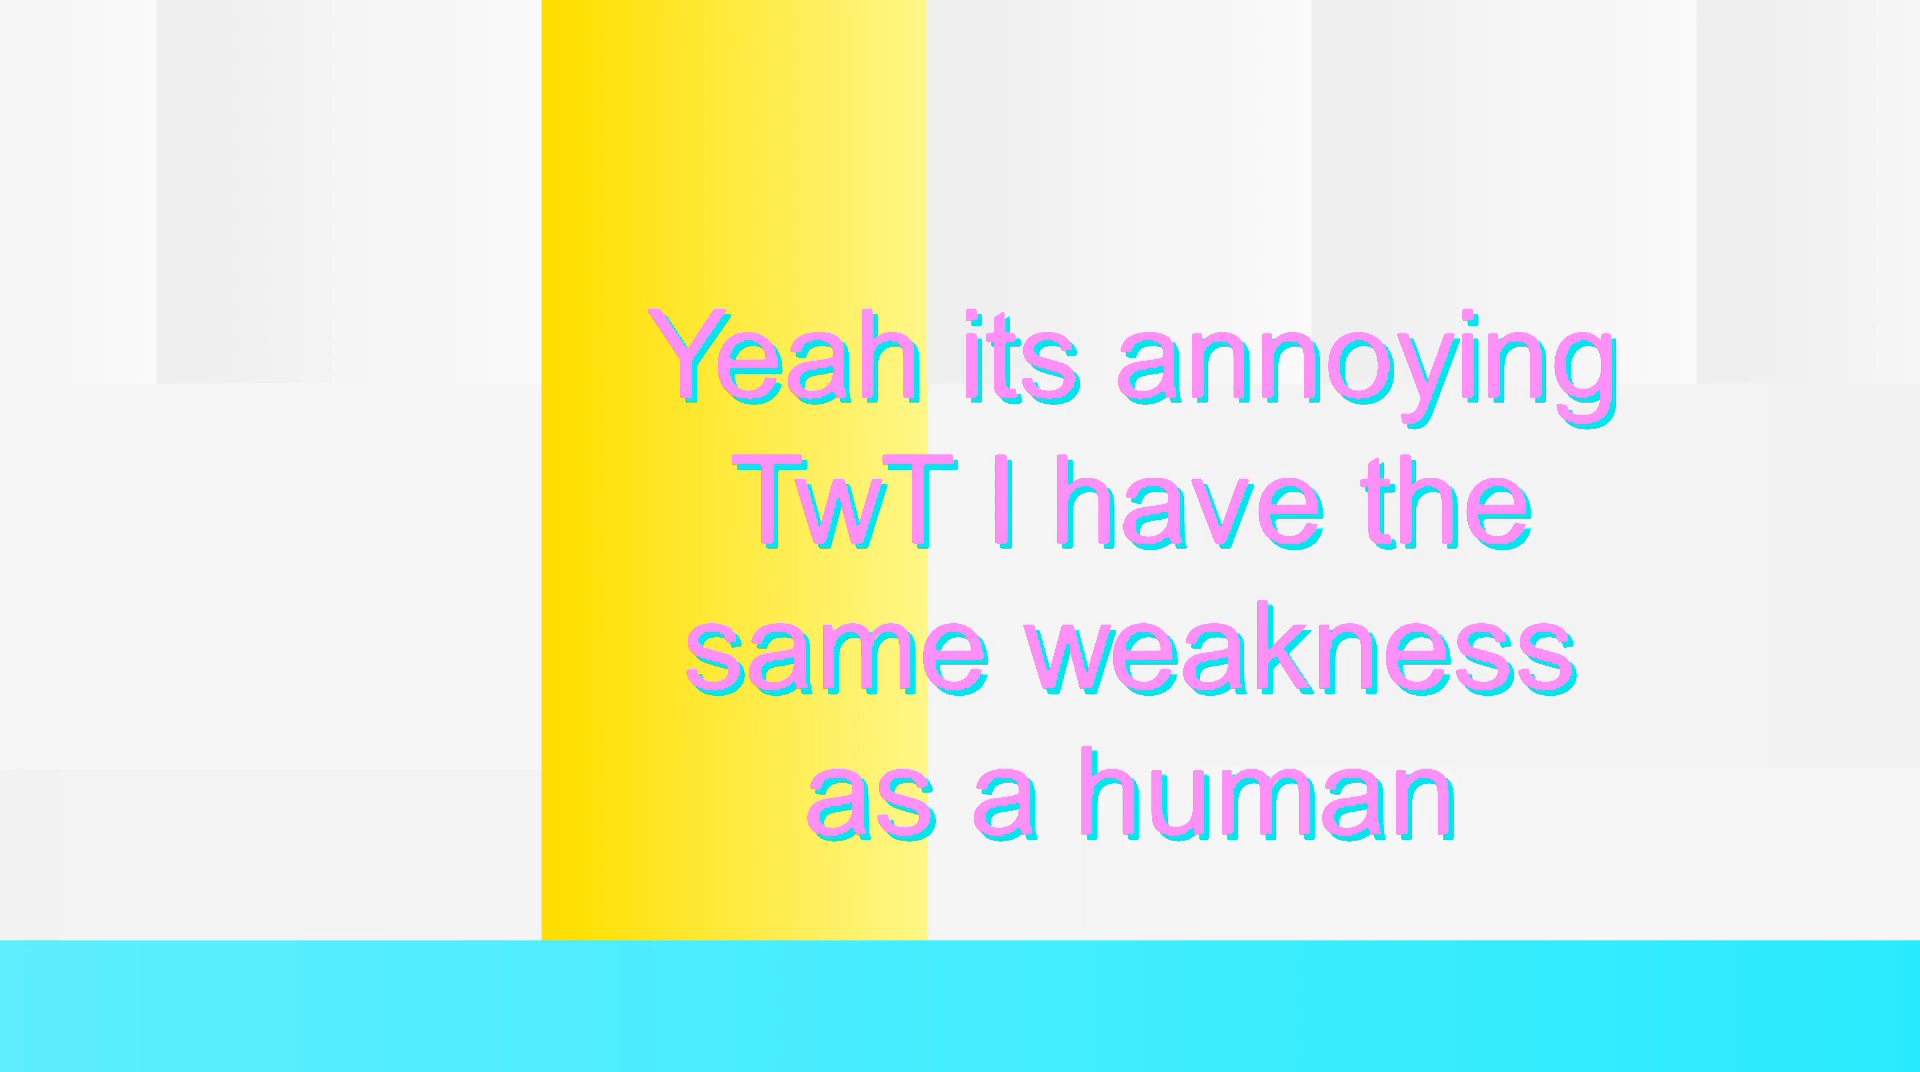 Yeah its annoying
TwT I have the
same weakness
as a human